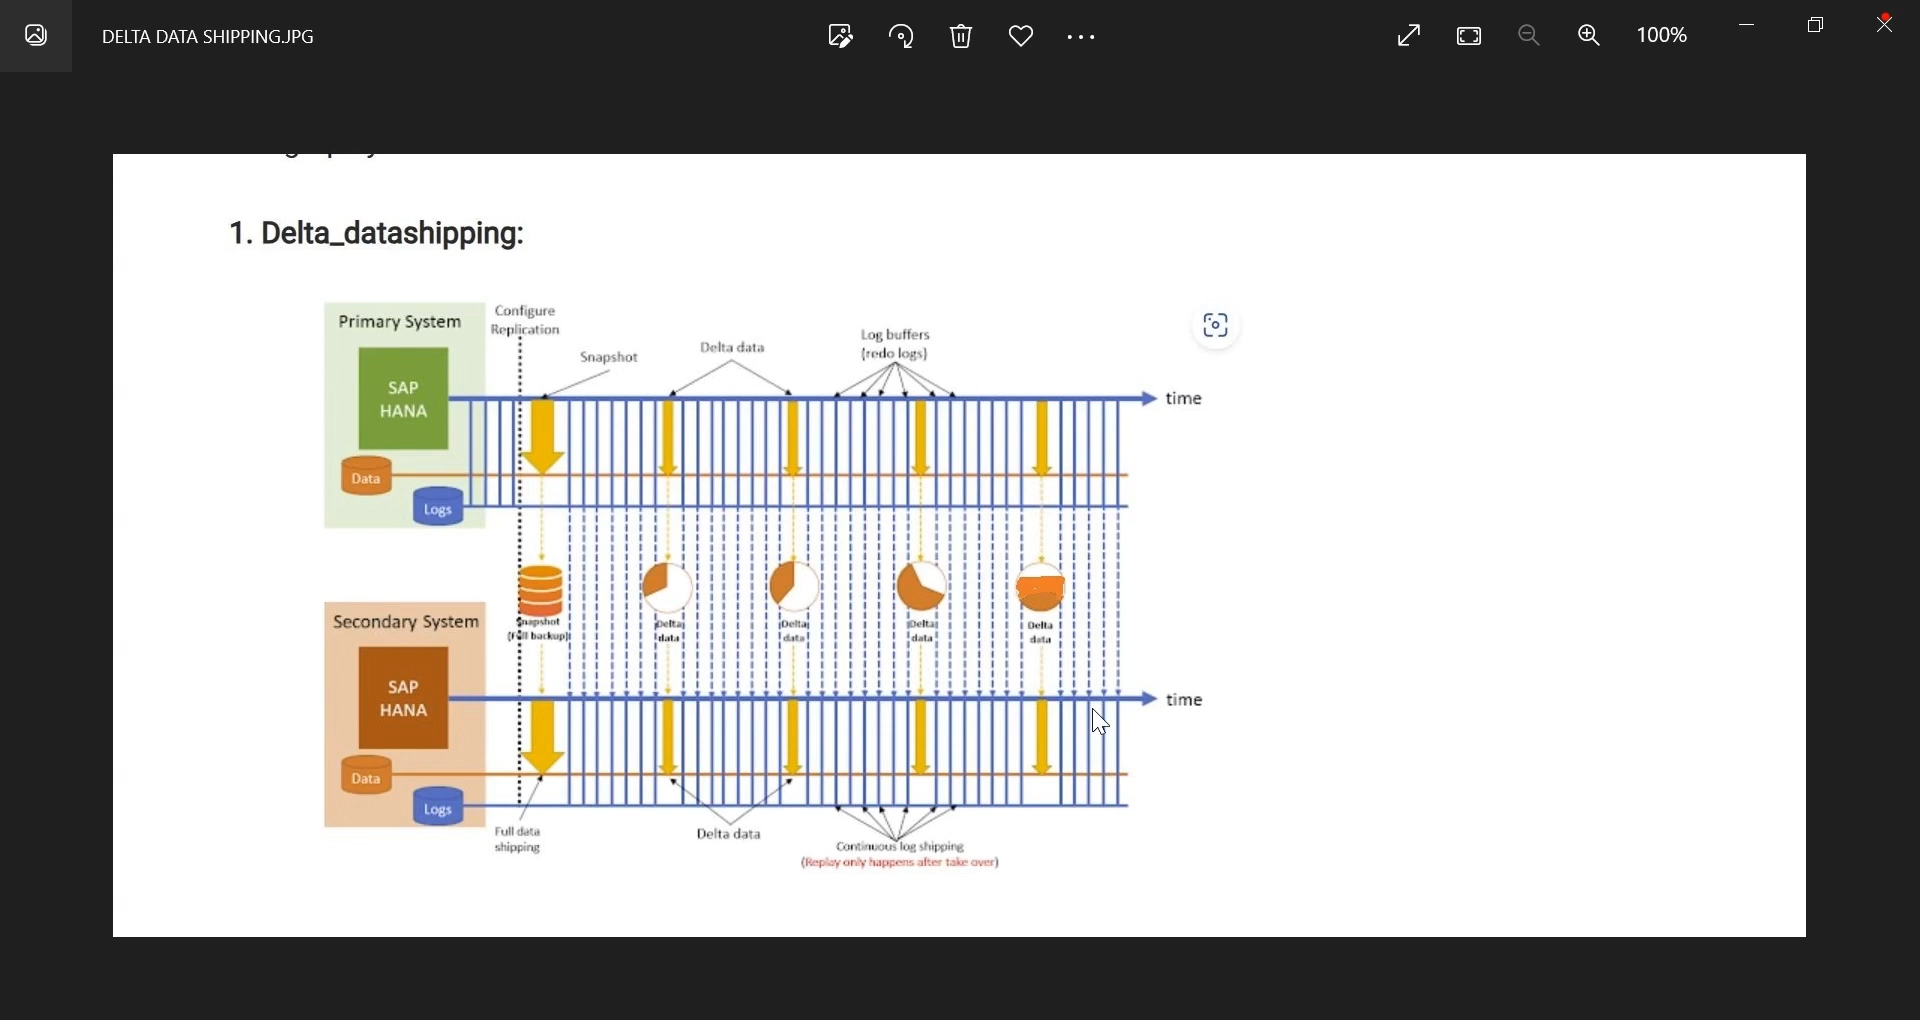 DELTA DATA SHIPPING.JPG
100%
1. Delta_datashipping:
Configure
Replication
Primary System
Snapshot
Delta data
Log buffers
(redo logs)
SAP
HANA
time
Data
Logs
Snapshot
(Full backup)
Delta
data
Delta
data
Delta
data
Delta
data
Secondary System
SAP
HANA
time
Data
Logs
Full data
shipping
Delta data
Continuous log shipping
(Replay only happens after take over)